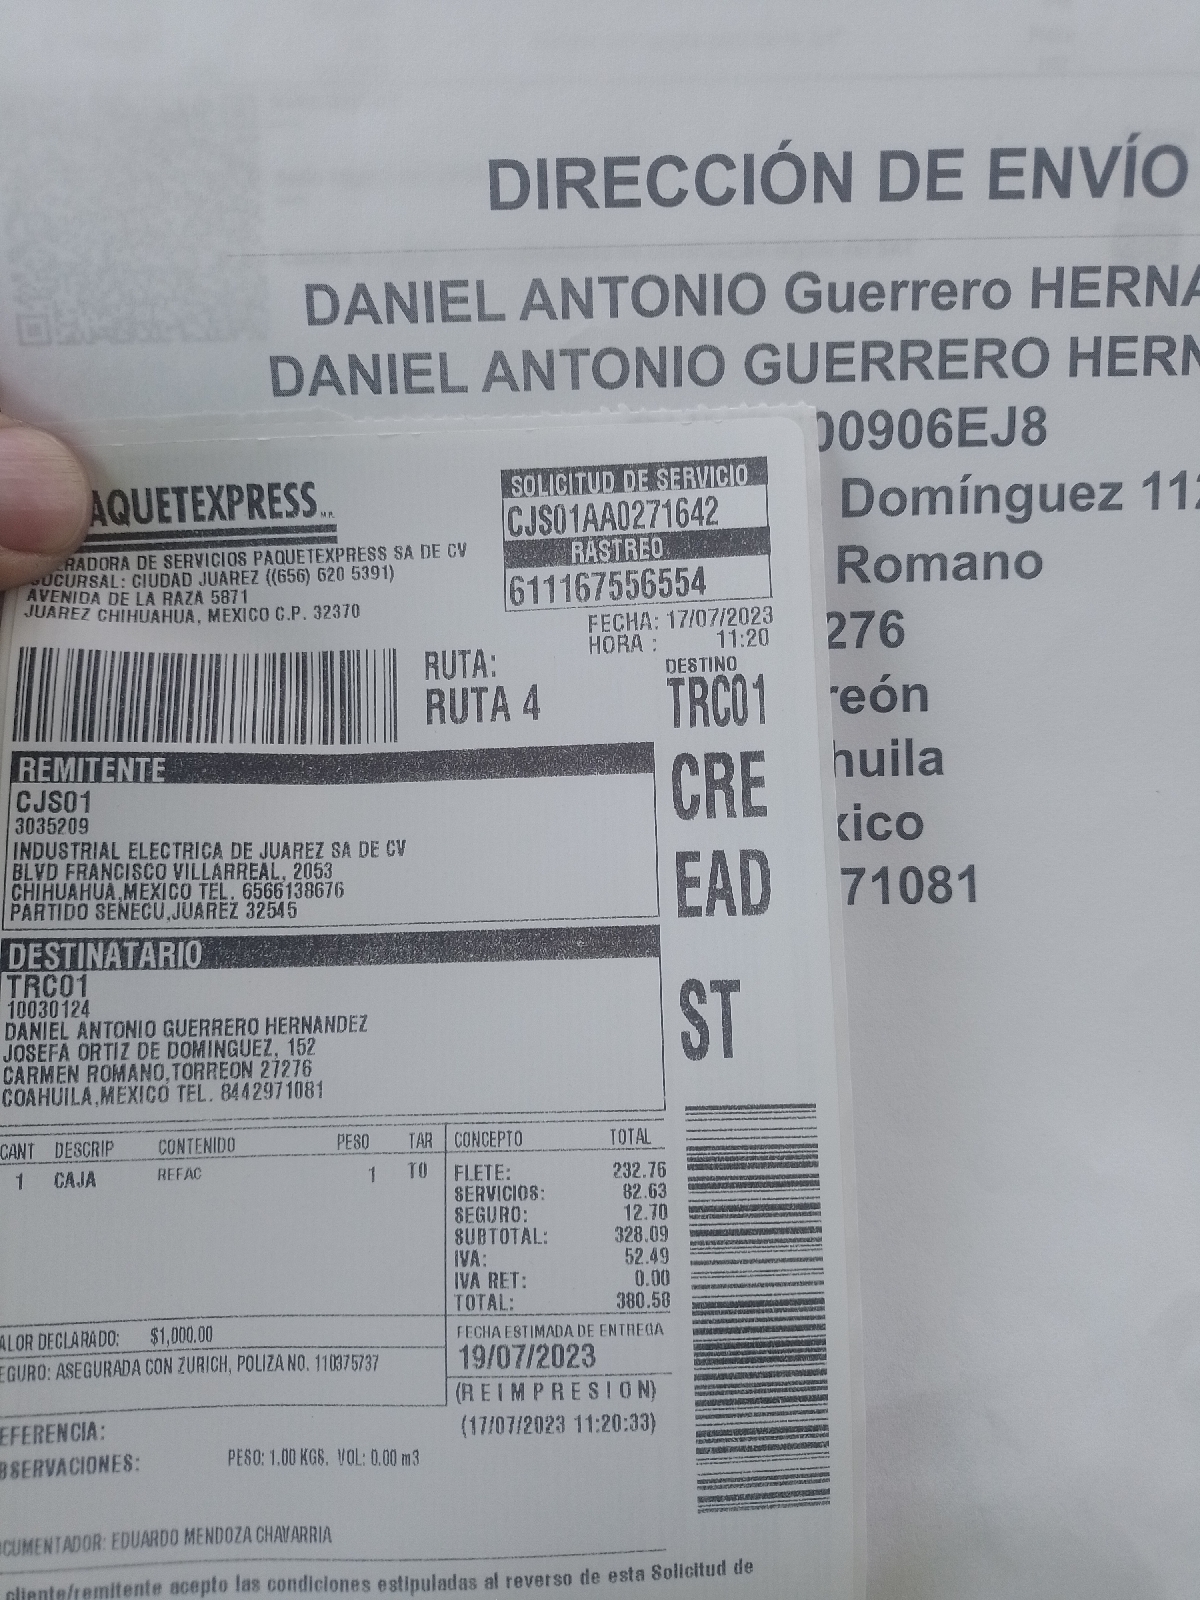 DIRECCIÓN DE ENVÍO
DANIEL ANTONIO Guerrero HERNA
DANIEL ANTONIO GUERRERO HERN
00906EJ8
Domínguez 11
Romano
276
reón
huila
xico
71081
AQUETEXPRESS
ERADORA DE SERVICIOS PAQUETEXPRESS SA DE CV
SUCURSAL: CIUDAD JUAREZ ((656) 620 5391)
AVENIDA DE LA RAZA 5871
JUAREZ CHIHUAHUA, MEXICO C.P. 32370
SOLICITUD DE SERVICIO
CJS01AA0271642
RASTREO
611167556554
FECHA: 17/07/2023
HORA : 11:20
RUTA:
RUTA 4
DESTINO
TRC01
CRE
EAD
ST
REMITENTE
CJS01
3035209
INDUSTRIAL ELECTRICA DE JUAREZ SA DE CV
BLVD FRANCISCO VILLARREAL, 2053
CHIHUAHUA,MEXICO TEL. 6566138676
PARTIDO SENECU,JUAREZ 32545
DESTINATARIO
TRC01
10030124
DANIEL ANTONIO GUERRERO HERNANDEZ
JOSEFA ORTIZ DE DOMINGUEZ, 152
CARMEN ROMANO,TORREON 27276
COAHUILA,MEXICO TEL. 8442971081
CANT DESCRIP CONTENIDO PESO TAR
1 CAJA REFAC 1 T0
CONCEPTO TOTAL
FLETE: 232.76
SERVICIOS: 82.63
SEGURO: 12.70
SUBTOTAL: 328.09
IVA: 52.49
IVA RET: 0.00
TOTAL: 380.58
ALOR DECLARADO: $1,000.00
EGURO: ASEGURADA CON ZURICH, POLIZA NO. 110375737
FECHA ESTIMADA DE ENTREGA
19/07/2023
(REIMPRESION)
(17/07/2023 11:20:33)
EFERENCIA:
BSERVACIONES: PESO: 1.00 KGS. VOL: 0.00 m3
OCUMENTADOR: EDUARDO MENDOZA CHAVARRIA
cliente/remitente acepto las condiciones estipuladas al reverso de esta Solicitud de